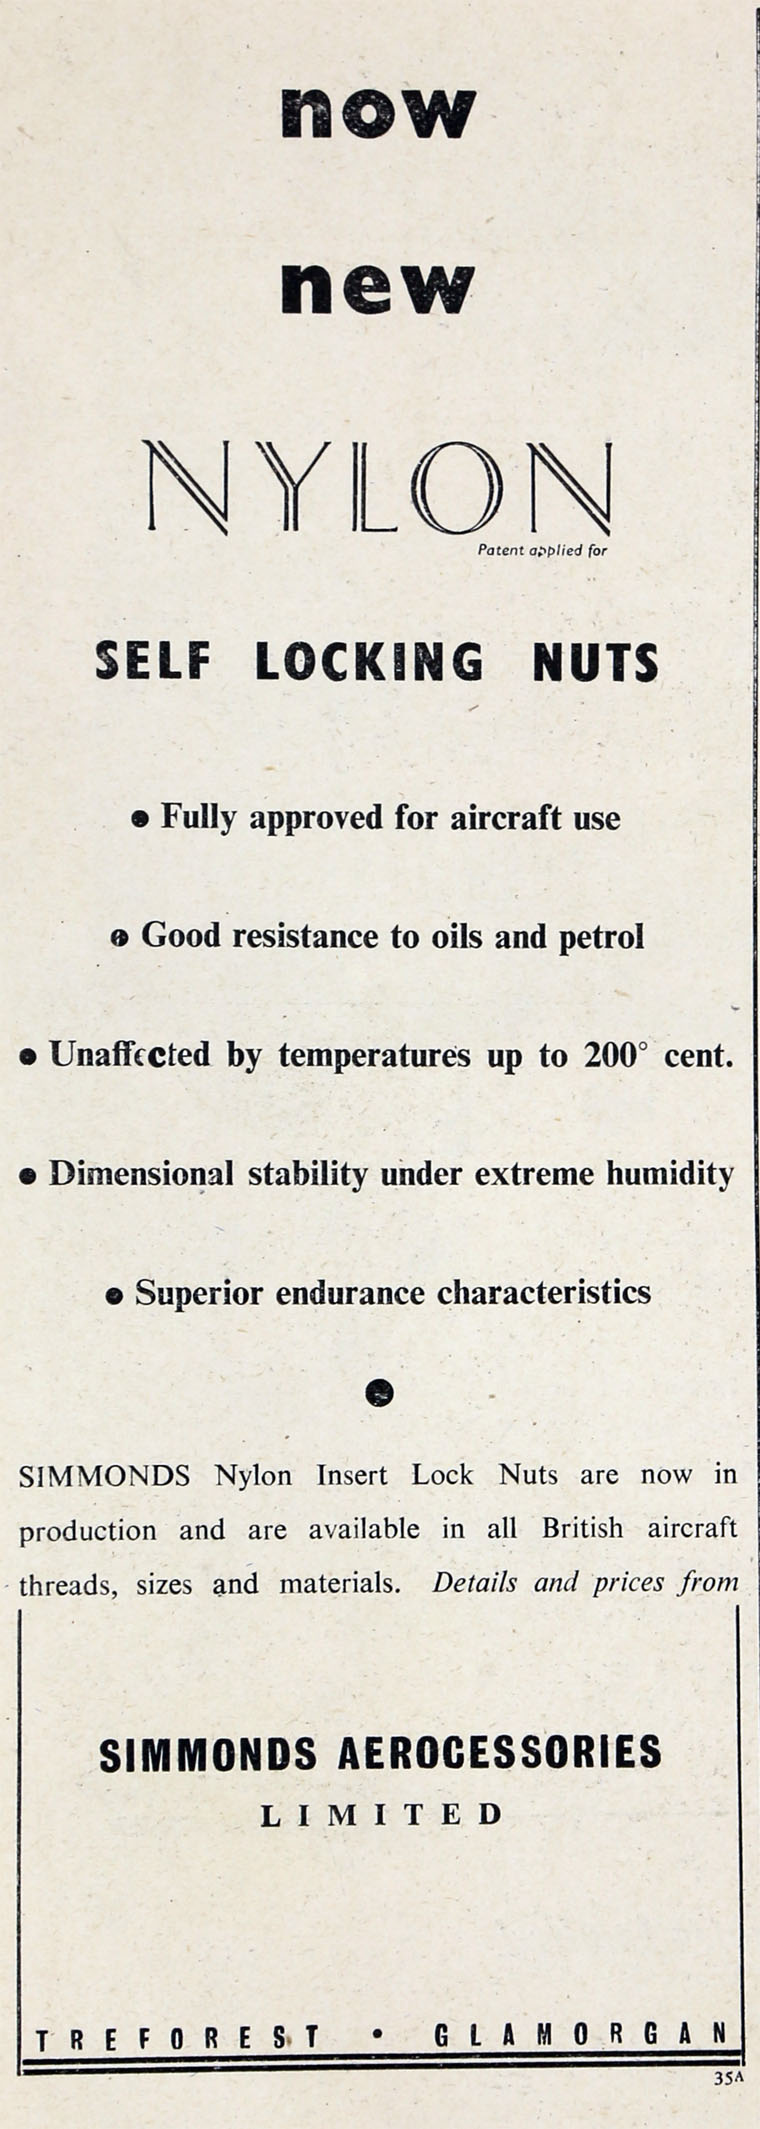 now
new
NYLON
Patent applied for
SELF LOCKING NUTS
• Fully approved for aircraft use
• Good resistance to oils and petrol
• Unaffected by temperatures up to 200° cent.
• Dimensional stability under extreme humidity
• Superior endurance characteristics
•
SIMMONDS Nylon Insert Lock Nuts are now in
production and are available in all British aircraft
threads, sizes and materials. Details and prices from
SIMMONDS AEROCESSORIES
LIMITED
TREFOREST • GLAMORGAN
35A